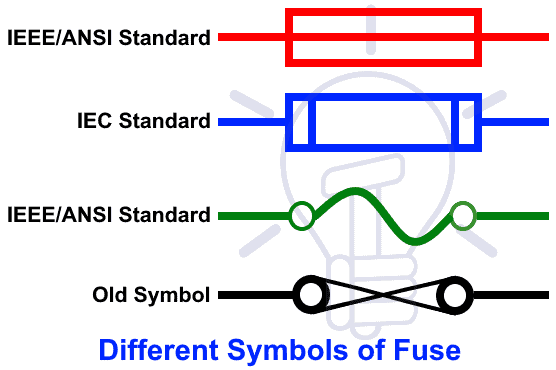 IEEE/ANSI Standard
IEC Standard
IEEE/ANSI Standard
Old Symbol
Different Symbols of Fuse